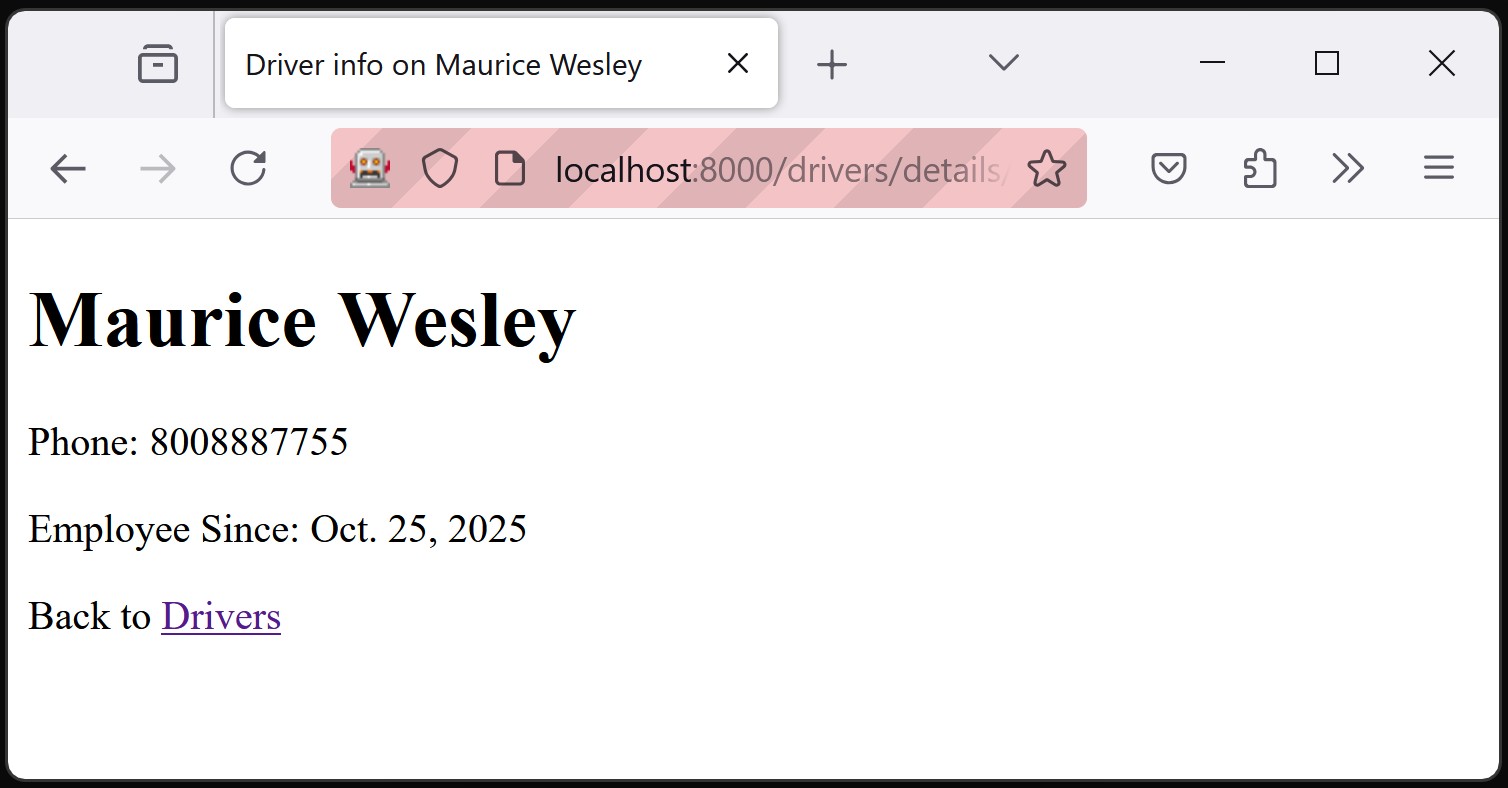 Driver info on Maurice Wesley
localhost:8000/drivers/details/
Maurice Wesley
Phone: 8008887755
Employee Since: Oct. 25, 2025
Back to Drivers